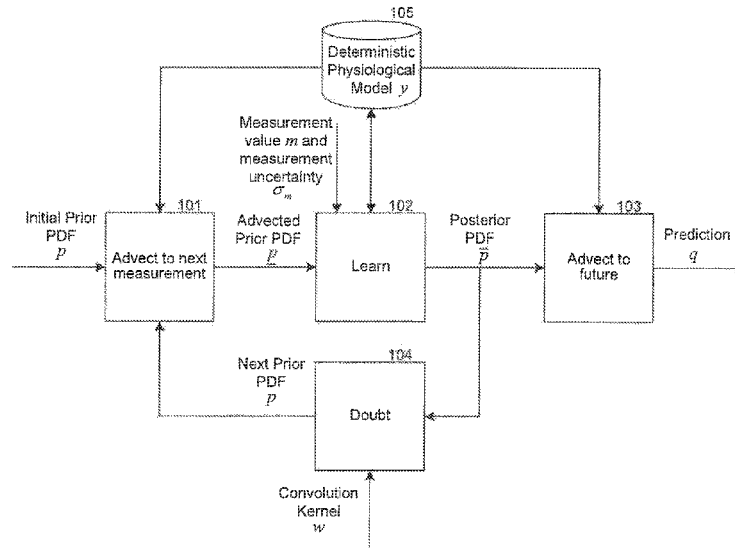 105
Deterministic
Physiological
Model y
Measurement
value m and
measurement
uncertainty
σm
101
102
103
Initial Prior
PDF
p
Advect to next
measurement
Advected
Prior PDF
p
Learn
Posterior
PDF
p̄
Advect to
future
Prediction
q
104
Next Prior
PDF
p
Doubt
Convolution
Kernel
w